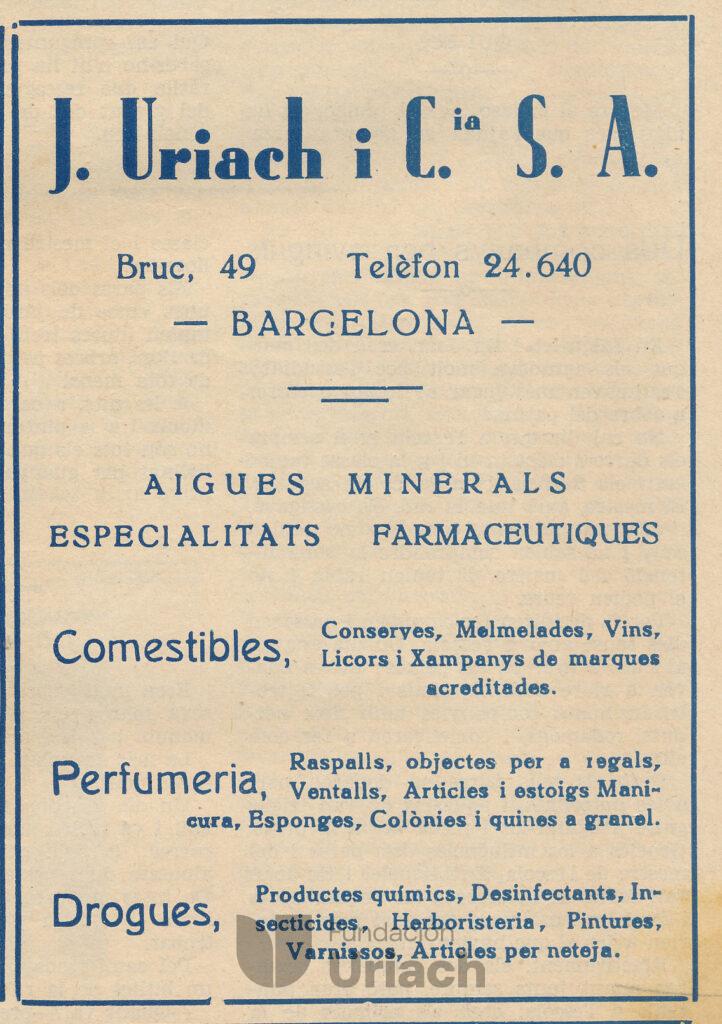 J. Uriach i C.ia S. A.
Bruc, 49 Telèfon 24.640
— BARCELONA —
AIGUES MINERALS
ESPECIALITATS FARMACEUTIQUES
Comestibles, Conserves, Melmelades, Vins,
Licors i Xampanys de marques
acreditades.
Perfumeria, Raspalls, objectes per a regals,
Ventalls, Articles i estoigs Mani-
cura, Esponges, Colònies i quines a granel.
Drogues, Productes químics, Desinfectants, In-
secticides, Herboristeria, Pintures,
Varnissos, Articles per neteja.
Fundación
Uriach